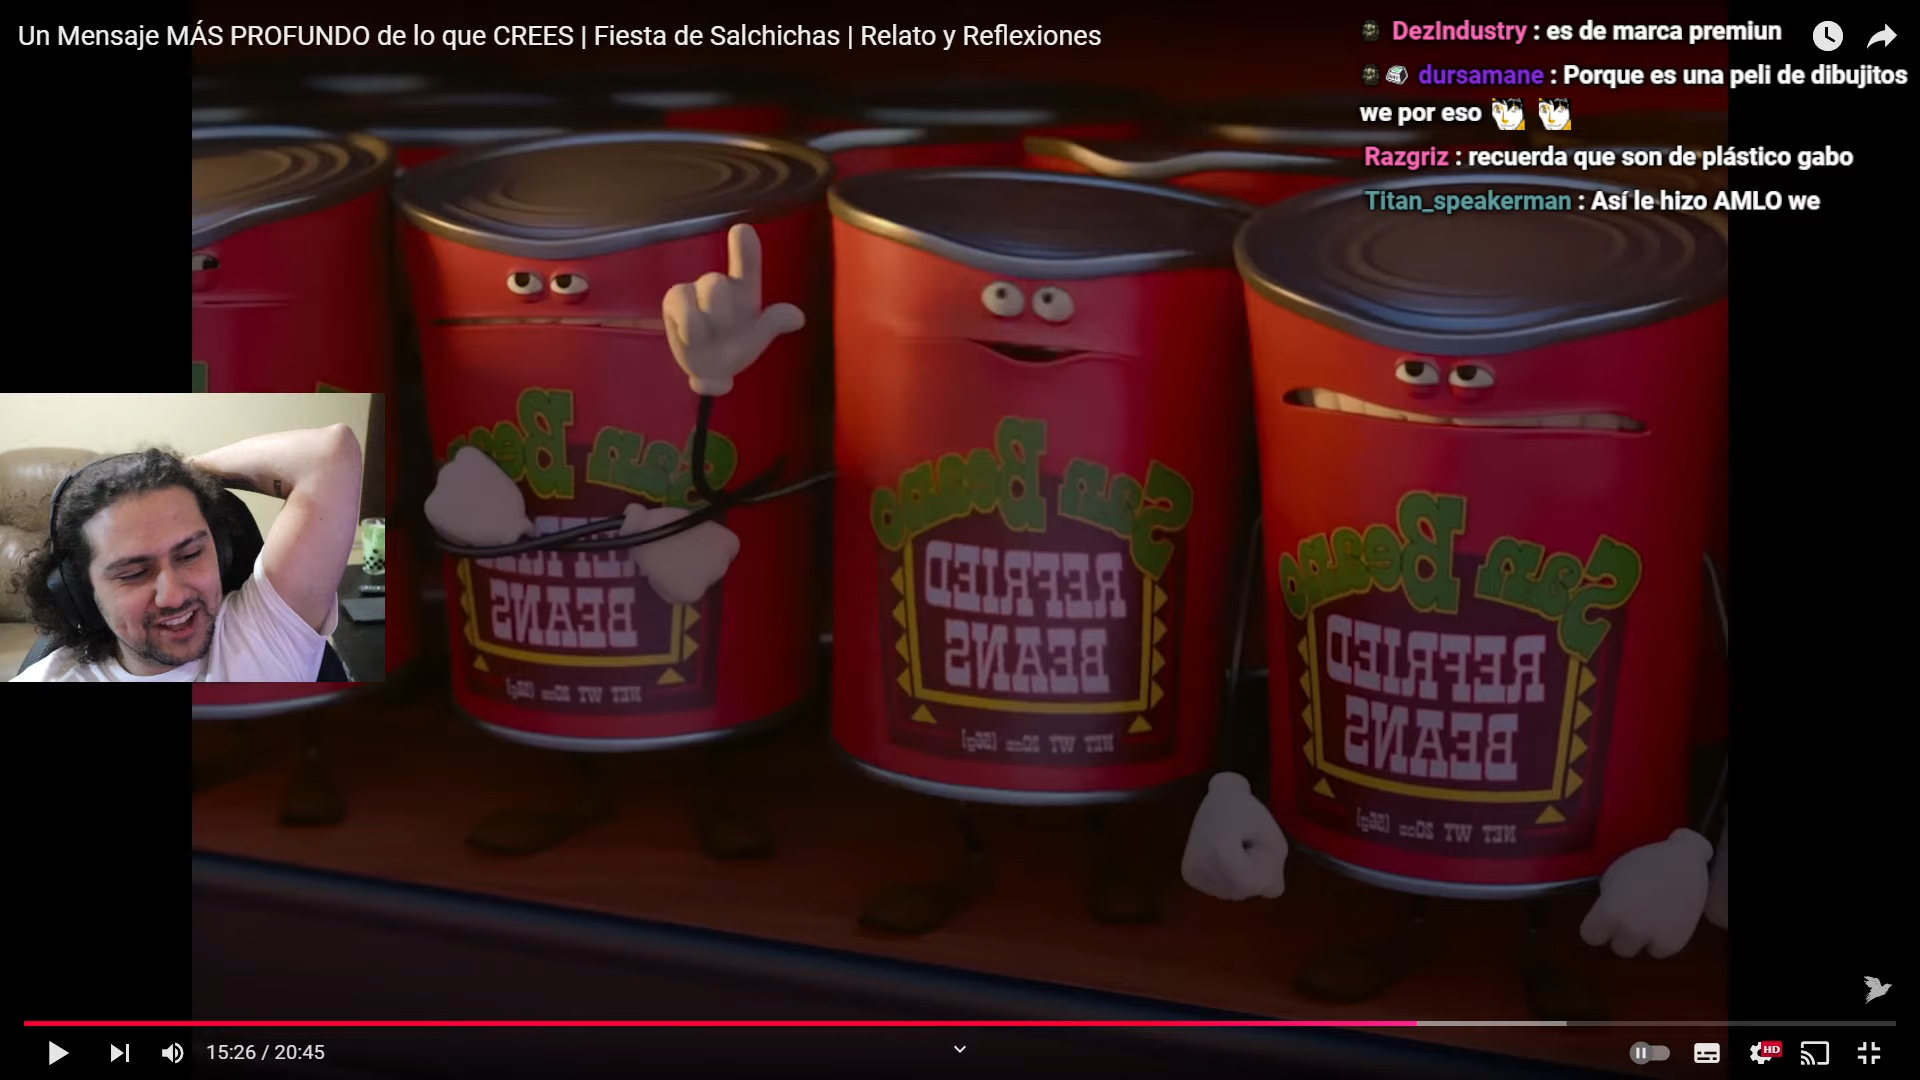 Un Mensaje MÁS PROFUNDO de lo que CREES | Fiesta de Salchichas | Relato y Reflexiones
DezIndustry : es de marca premiun
dursamane : Porque es una peli de dibujitos
we por eso
Razgriz : recuerda que son de plástico gabo
Titan_speakerman : Así le hizo AMLO we
San Beano
REFRIED
BEANS
San Beano
REFRIED
BEANS
San Beano
REFRIED
BEANS
15:26 / 20:45
HD